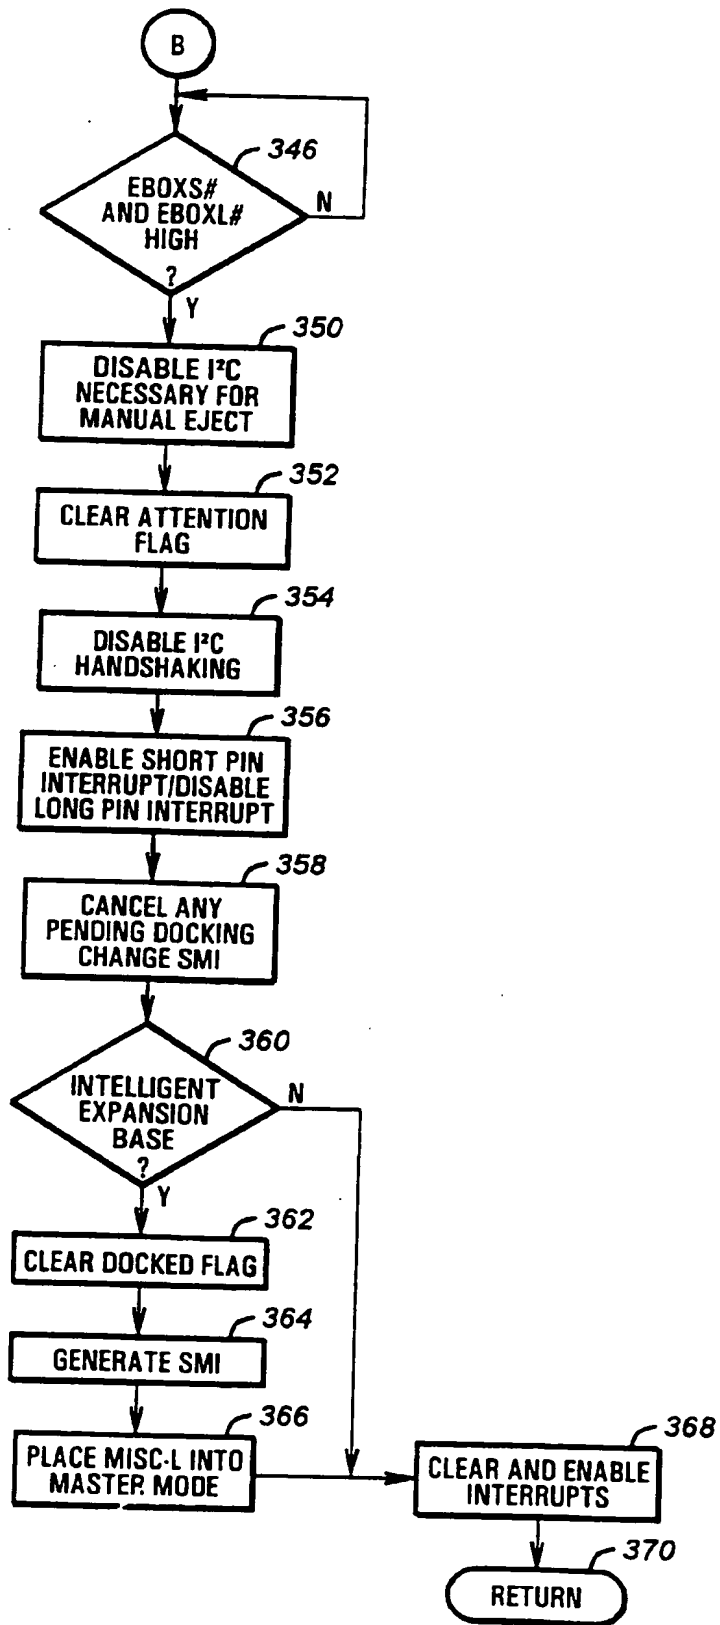 B
346
EBOXS#
AND EBOXL#
HIGH
?
N
Y
350
DISABLE I²C
NECESSARY FOR
MANUAL EJECT
352
CLEAR ATTENTION
FLAG
354
DISABLE I²C
HANDSHAKING
356
ENABLE SHORT PIN
INTERRUPT/DISABLE
LONG PIN INTERRUPT
358
CANCEL ANY
PENDING DOCKING
CHANGE SMI
360
INTELLIGENT
EXPANSION
BASE
?
N
Y
362
CLEAR DOCKED FLAG
364
GENERATE SMI
366
PLACE MISC-L INTO
MASTER MODE
368
CLEAR AND ENABLE
INTERRUPTS
370
RETURN